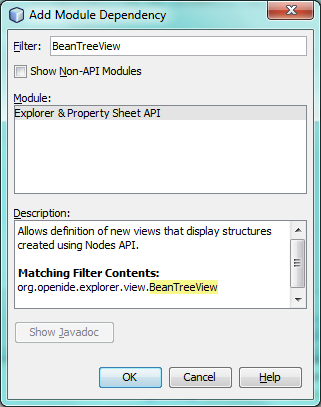 Add Module Dependency
Filter: BeanTreeView
Show Non-API Modules
Module:
Explorer & Property Sheet API
Description:
Allows definition of new views that display structures
created using Nodes API.
Matching Filter Contents:
org.openide.explorer.view.BeanTreeView
Show Javadoc
OK Cancel Help